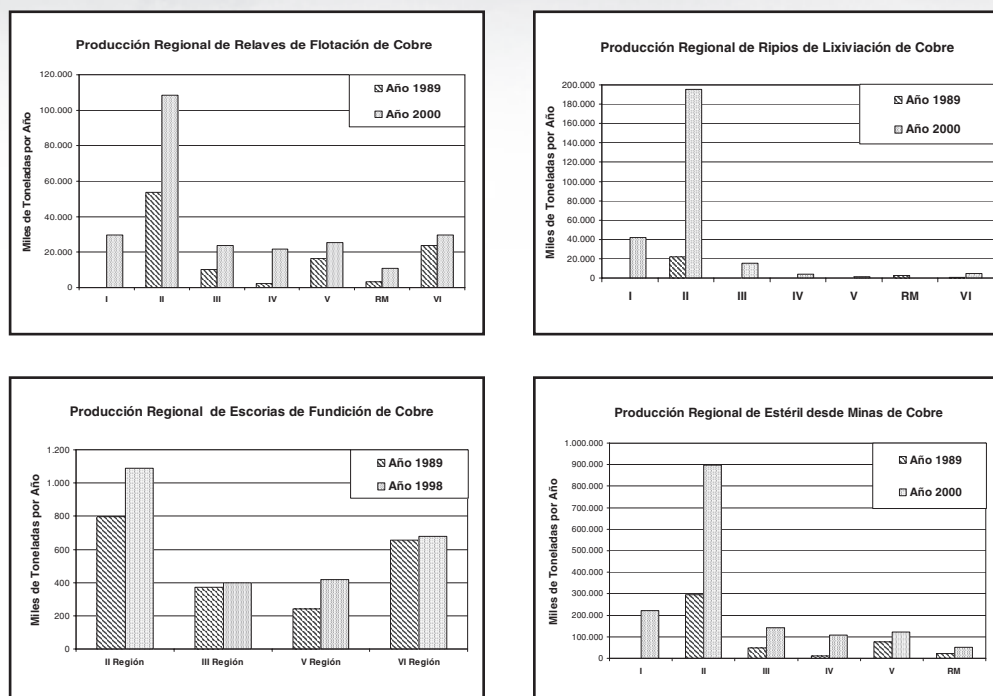 Producción Regional de Relaves de Flotación de Cobre
Miles de Toneladas por Año
120.000
100.000
80.000
60.000
40.000
20.000
0
I II III IV V RM VI
Año 1989
Año 2000
Producción Regional de Ripios de Lixiviación de Cobre
Miles de Toneladas por Año
200.000
180.000
160.000
140.000
120.000
100.000
80.000
60.000
40.000
20.000
0
I II III IV V RM VI
Año 1989
Año 2000
Producción Regional de Escorias de Fundición de Cobre
Miles de Toneladas por Año
1.200
1.000
800
600
400
200
0
II Región III Región V Región VI Región
Año 1989
Año 1998
Producción Regional de Estéril desde Minas de Cobre
Miles de Toneladas por Año
1.000.000
900.000
800.000
700.000
600.000
500.000
400.000
300.000
200.000
100.000
0
I II III IV V RM
Año 1989
Año 2000